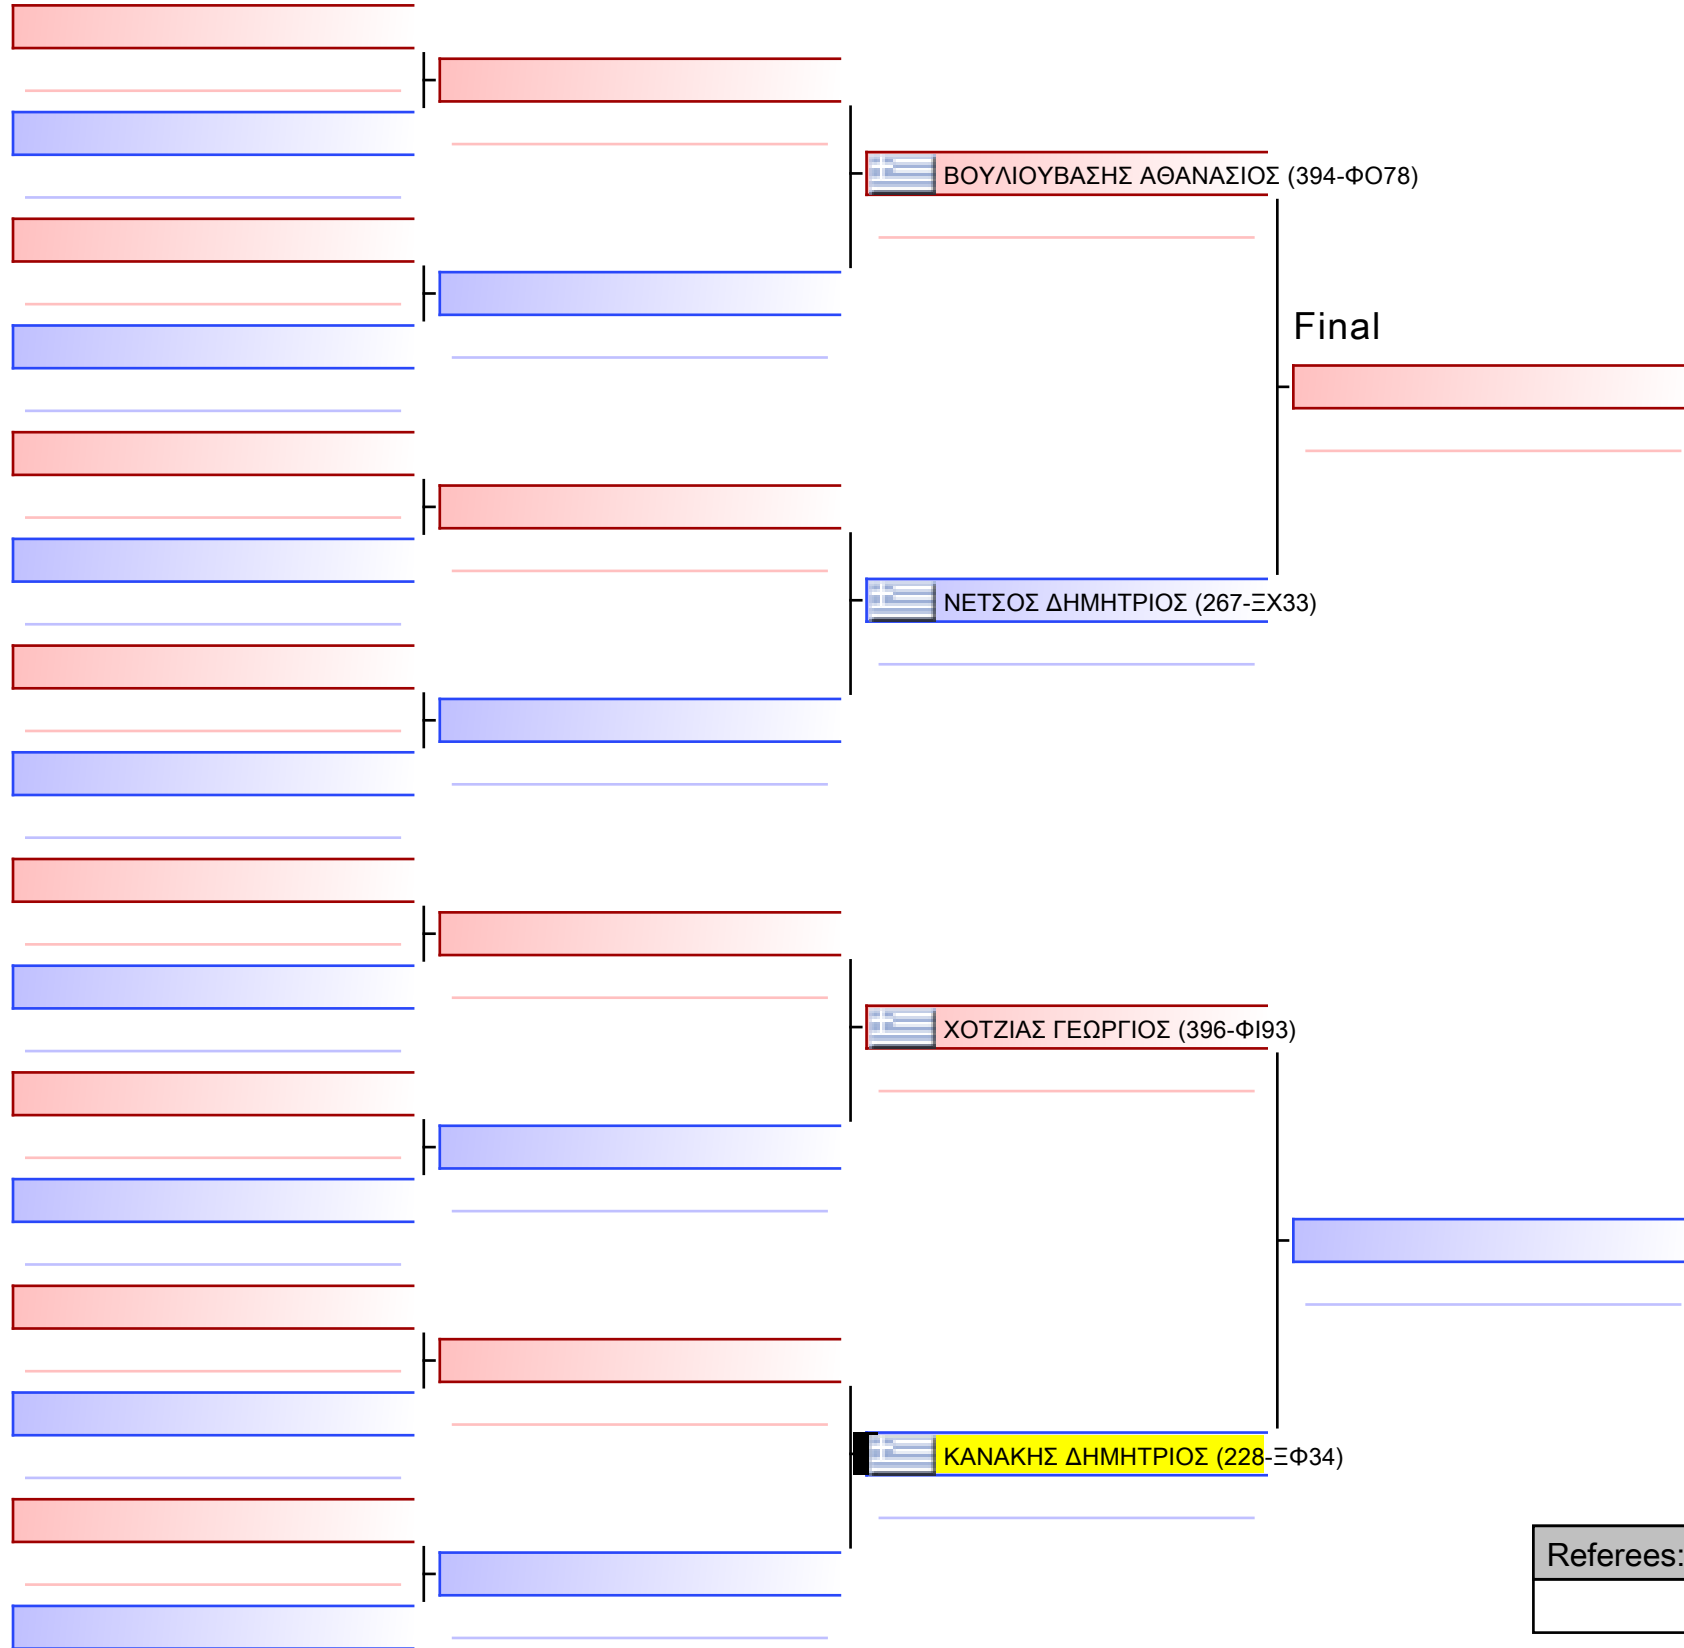 ΒΟΥΛΙΟΥΒΑΣΗΣ ΑΘΑΝΑΣΙΟΣ (394-ΦΟ78)
Final
ΝΕΤΣΟΣ ΔΗΜΗΤΡΙΟΣ (267-ΞΧ33)
ΧΟΤΖΙΑΣ ΓΕΩΡΓΙΟΣ (396-ΦΙ93)
ΚΑΝΑΚΗΣ ΔΗΜΗΤΡΙΟΣ (228-ΞΦ34)
Referees: